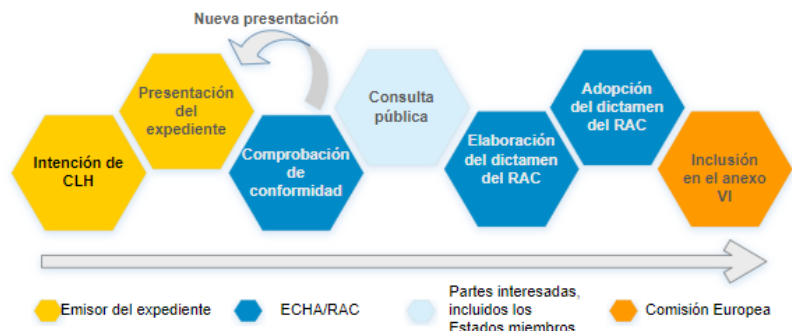 Nueva presentación
Presentación
del
expediente
Consulta
pública
Adopción
del dictamen
del RAC
Intención de
CLH
Comprobación
de
conformidad
Elaboración
del dictamen
del RAC
Inclusión
en el anexo
VI
Emisor del expediente
ECHA/RAC
Partes interesadas,
incluidos los
Estados miembros
Comisión Europea